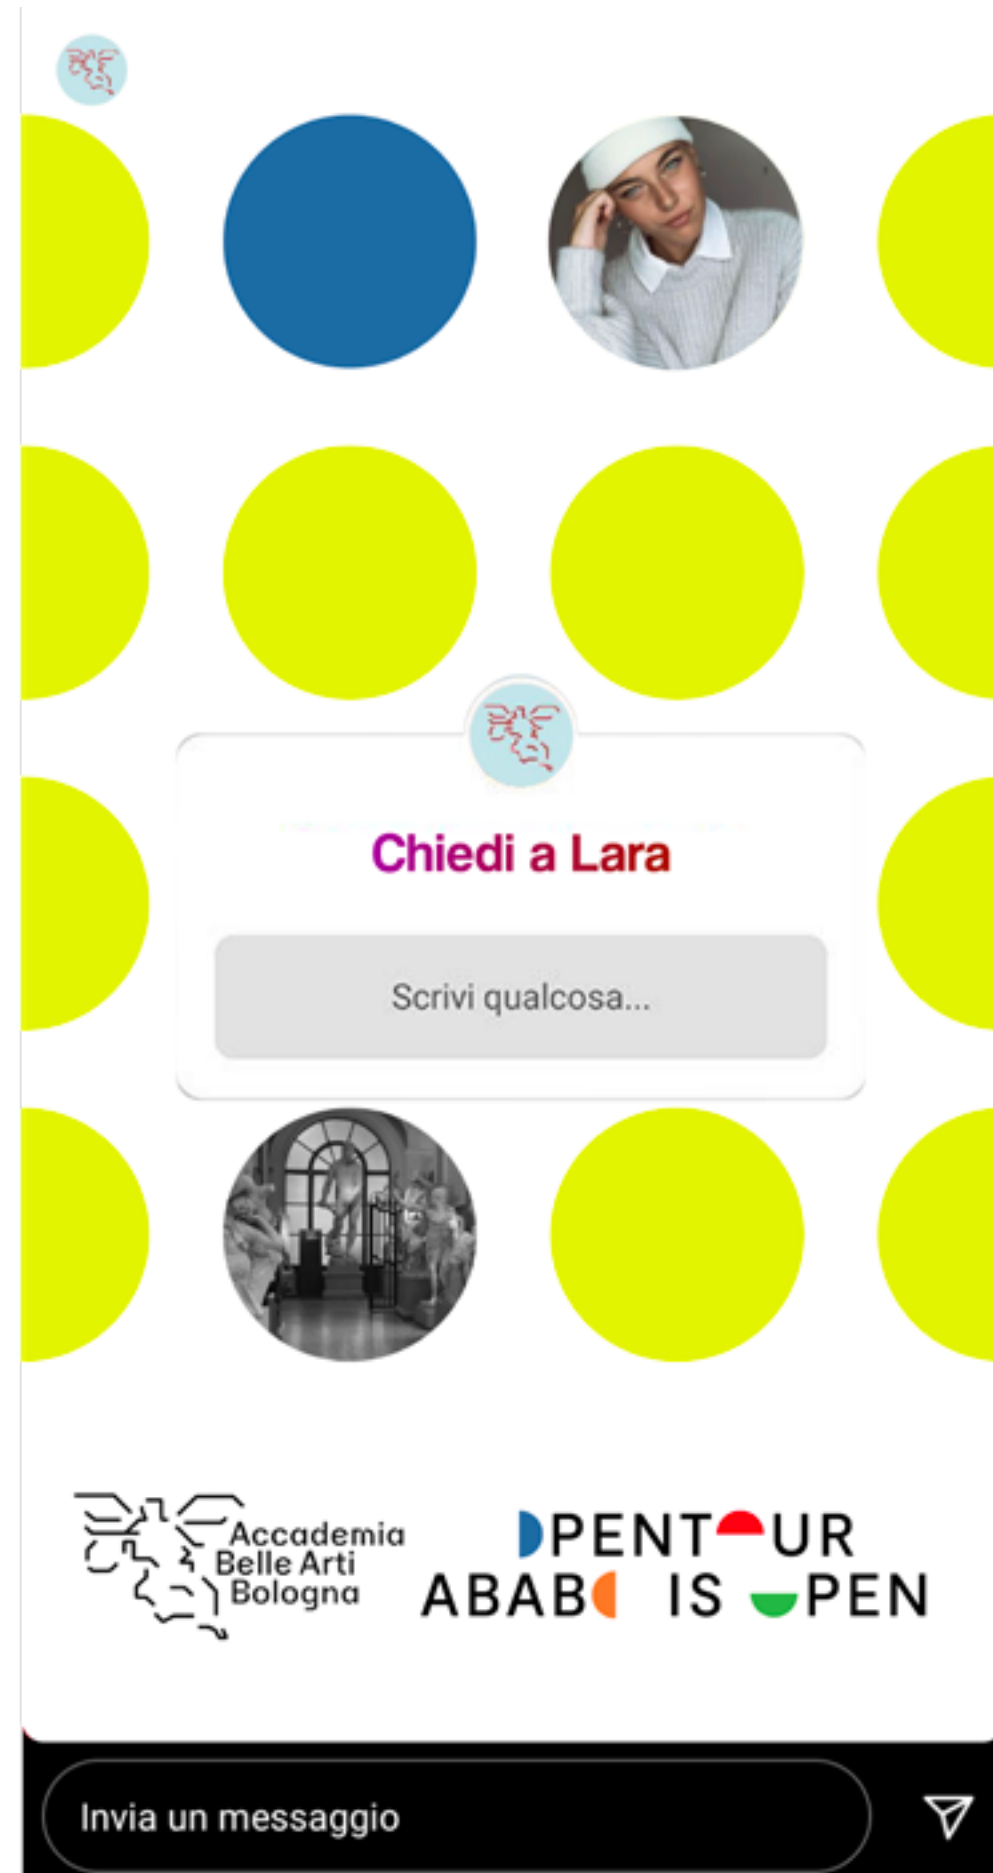 Chiedi a Lara
Scrivi qualcosa...
Accademia
Belle Arti
Bologna
OPENTOUR
ABABO IS OPEN
Invia un messaggio